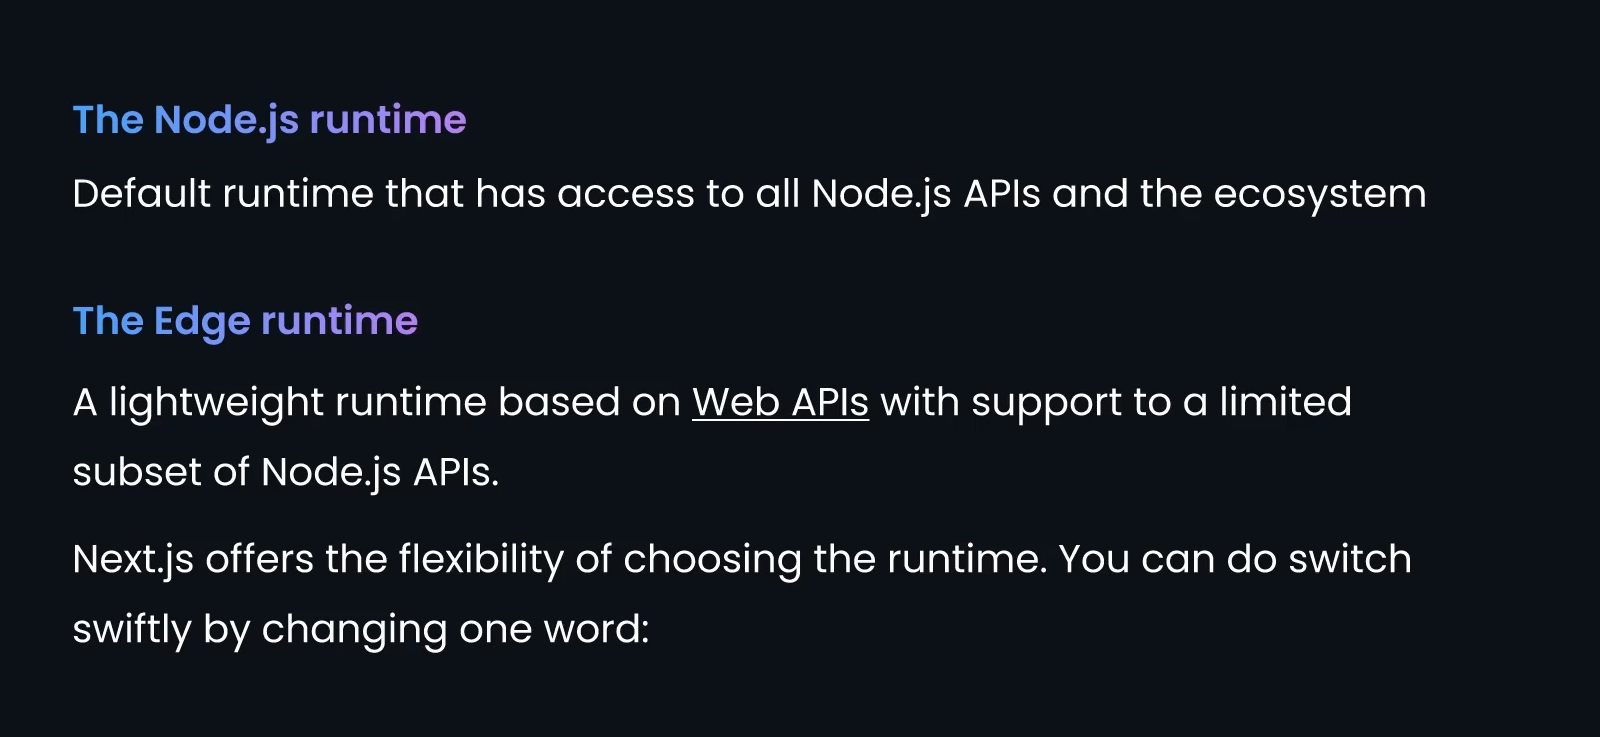 The Node.js runtime
Default runtime that has access to all Node.js APIs and the ecosystem
The Edge runtime
A lightweight runtime based on Web APIs with support to a limited
subset of Node.js APIs.
Next.js offers the flexibility of choosing the runtime. You can do switch
swiftly by changing one word: